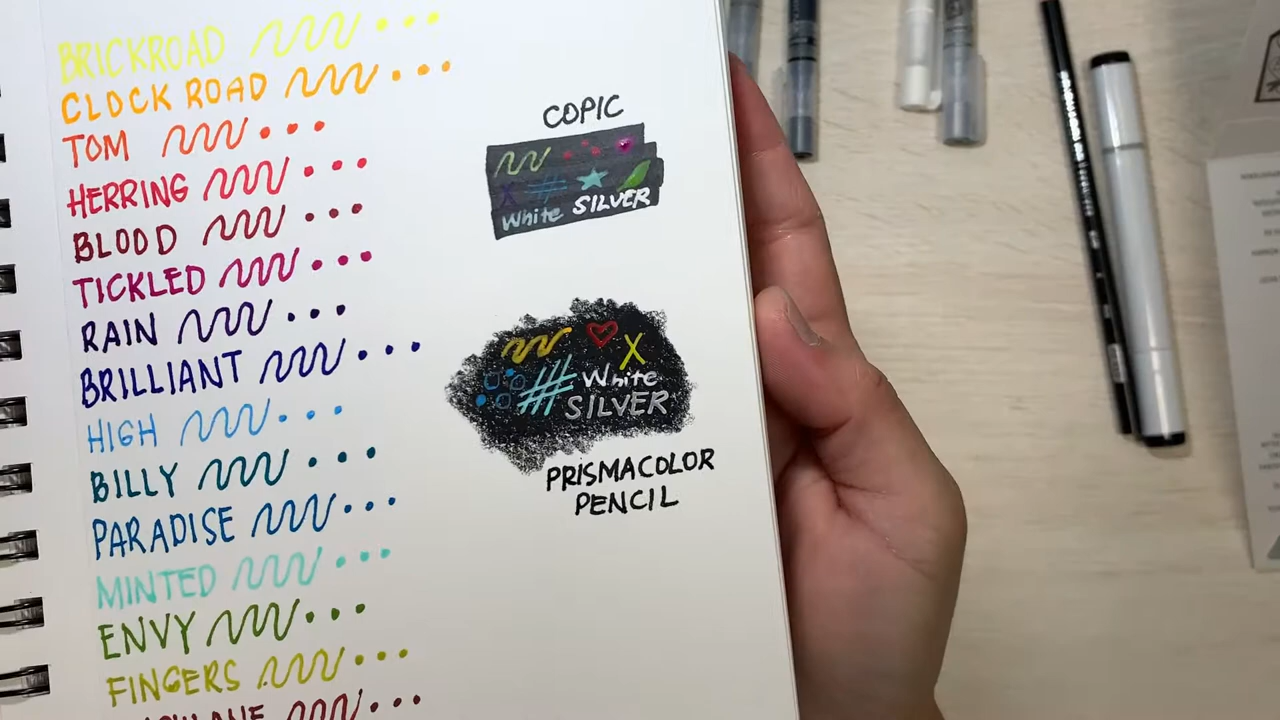 BRICKROAD
CLOCK ROAD
TOM
HERRING
BLOOD
TICKLED
RAIN
BRILLIANT
HIGH
BILLY
PARADISE
MINTED
ENVY
FINGERS
COPIC
X
White SILVER
X
White
SILVER
PRISMACOLOR
PENCIL